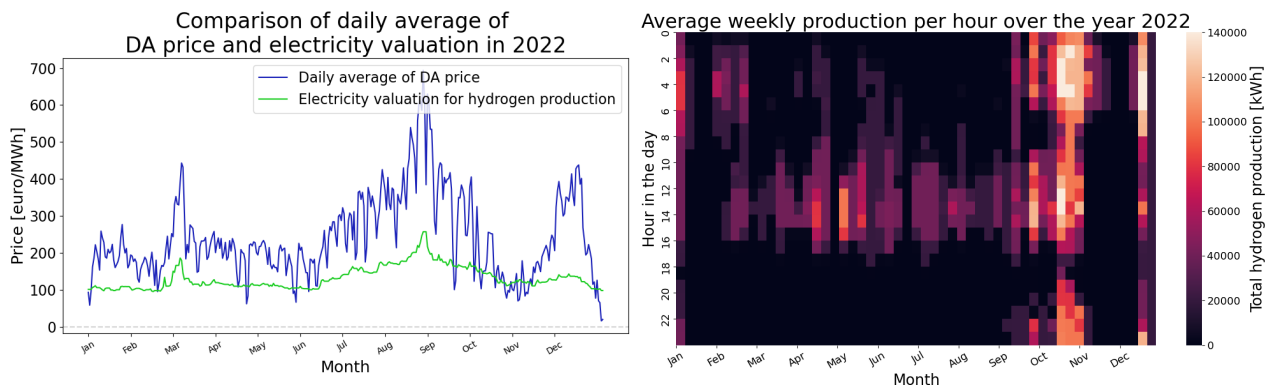 Comparison of daily average of
DA price and electricity valuation in 2022
Daily average of DA price
Electricity valuation for hydrogen production
Price [euro/MWh]
700
600
500
400
300
200
100
0
Jan Feb Mar Apr May Jun Jul Aug Sep Oct Nov Dec
Month
Average weekly production per hour over the year 2022
Hour in the day
0
2
4
6
8
10
12
14
16
18
20
22
Jan Feb Mar Apr May Jun Jul Aug Sep Oct Nov Dec
Month
140000
120000
100000
80000
60000
40000
20000
0
Total hydrogen production [kWh]